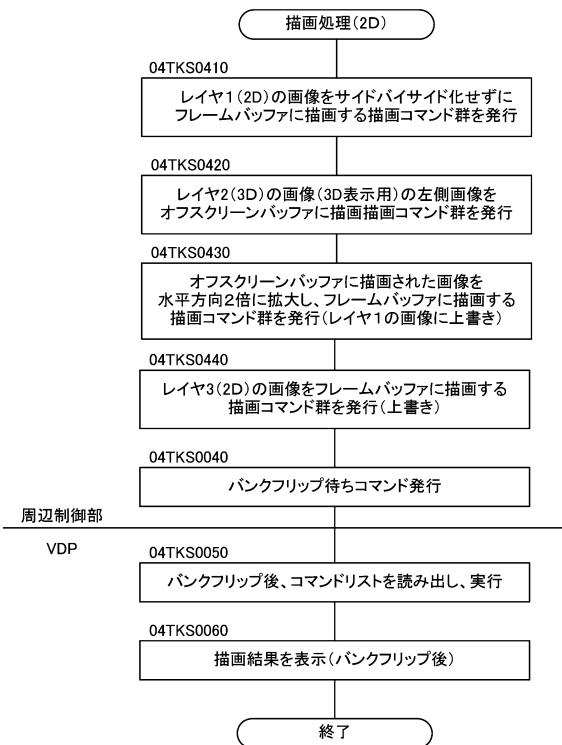 描画処理(2D)
04TKS0410
レイヤ1(2D)の画像をサイドバイサイド化せずに
フレームバッファに描画する描画コマンド群を発行
04TKS0420
レイヤ2(3D)の画像(3D表示用)の左側画像を
オフスクリーンバッファに描画描画コマンド群を発行
04TKS0430
オフスクリーンバッファに描画された画像を
水平方向2倍に拡大し、フレームバッファに描画する
描画コマンド群を発行(レイヤ1の画像に上書き)
04TKS0440
レイヤ3(2D)の画像をフレームバッファに描画する
描画コマンド群を発行(上書き)
04TKS0040
バンクフリップ待ちコマンド発行
周辺制御部
VDP
04TKS0050
バンクフリップ後、コマンドリストを読み出し、実行
04TKS0060
描画結果を表示(バンクフリップ後)
終了